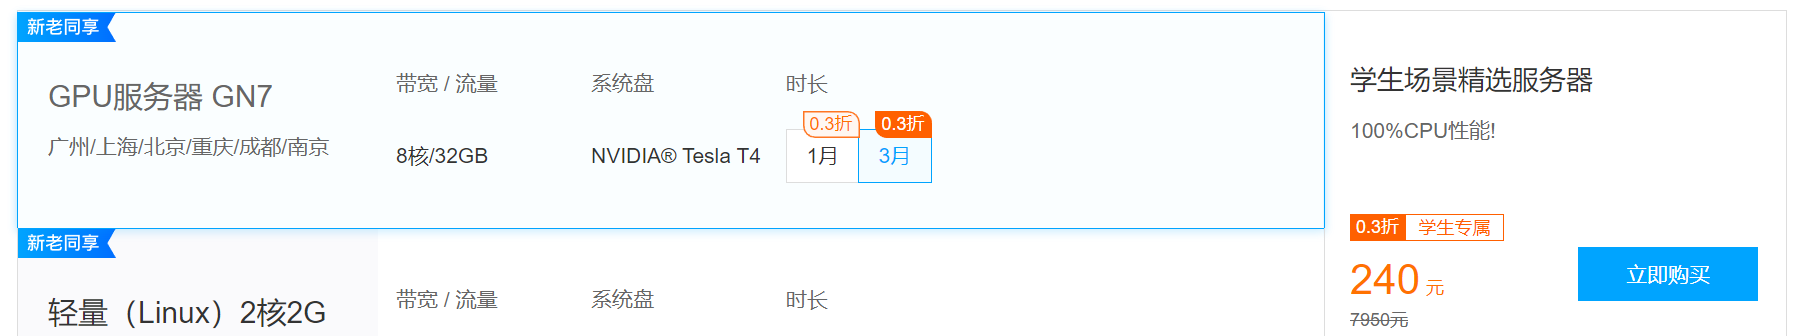 新老同享
GPU服务器 GN7
广州/上海/北京/重庆/成都/南京
带宽 / 流量
8核/32GB
系统盘
NVIDIA® Tesla T4
时长
0.3折
1月
0.3折
3月
新老同享
轻量（Linux）2核2G
带宽 / 流量
系统盘
时长
学生场景精选服务器
100%CPU性能!
0.3折 学生专属
240 元
7950元
立即购买